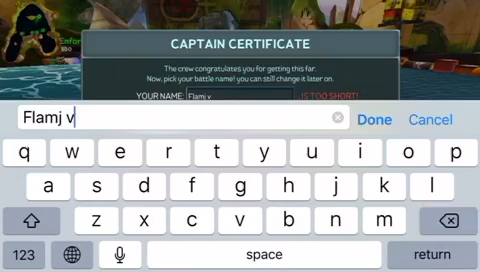 Enfor
CAPTAIN CERTIFICATE
The crew congratulates you for getting this far.
Now, pick your battle name! you can still change it later on.
YOUR NAME: Flamj v IS TOO SHORT!
Flamj v Done Cancel
q w e r t y u i o p
a s d f g h j k l
z x c v b n m
123 space return